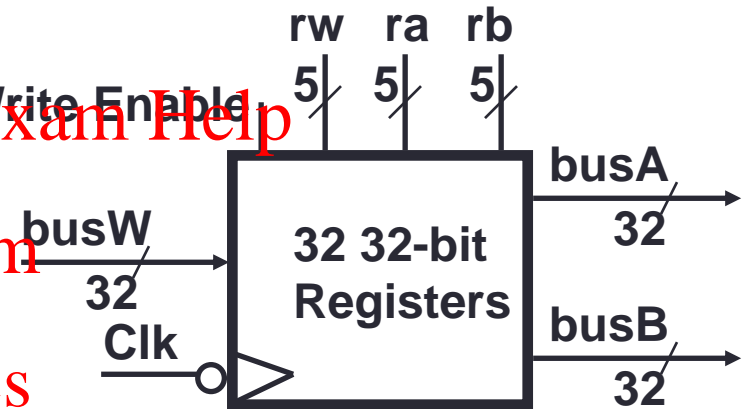 rw ra rb
5 5 5
Write Enable
xam Help
busA
32
busW
32
m
32 32-bit
Registers
Clk
busB
32
s